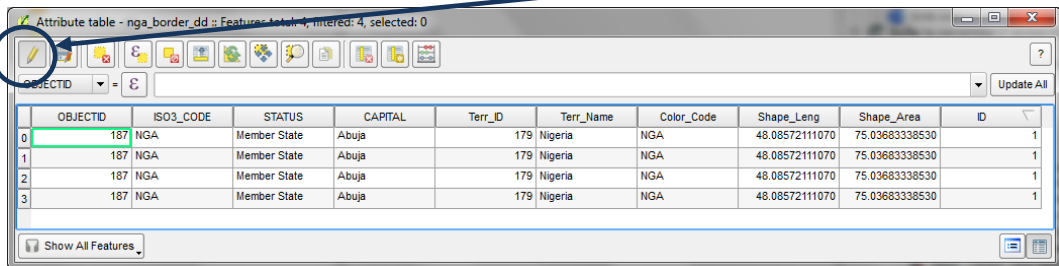 Attribute table - nga_border_dd :: Features total: 4, filtered: 4, selected: 0
?
OBJECTID = ε Update All
OBJECTID ISO3_CODE STATUS CAPITAL Terr_ID Terr_Name Color_Code Shape_Leng Shape_Area ID
0 187 NGA Member State Abuja 179 Nigeria NGA 48.08572111070 75.03683338530 1
1 187 NGA Member State Abuja 179 Nigeria NGA 48.08572111070 75.03683338530 1
2 187 NGA Member State Abuja 179 Nigeria NGA 48.08572111070 75.03683338530 1
3 187 NGA Member State Abuja 179 Nigeria NGA 48.08572111070 75.03683338530 1
Show All Features